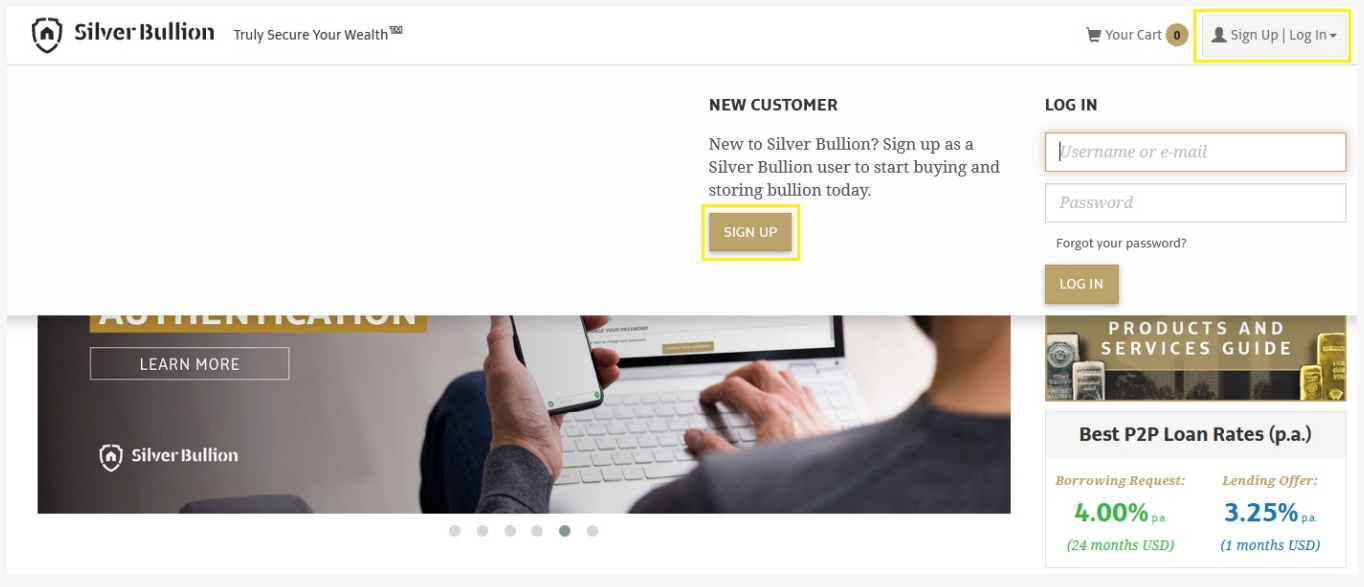 Silver Bullion Truly Secure Your Wealth™
Your Cart 0 Sign Up | Log In
NEW CUSTOMER
New to Silver Bullion? Sign up as a
Silver Bullion user to start buying and
storing bullion today.
SIGN UP
LOG IN
Username or e-mail
Password
Forgot your password?
LOG IN
AUTHENTICATION
LEARN MORE
Silver Bullion
PRODUCTS AND
SERVICES GUIDE
Best P2P Loan Rates (p.a.)
Borrowing Request: Lending Offer:
4.00% p.a. 3.25% p.a.
(24 months USD) (1 months USD)